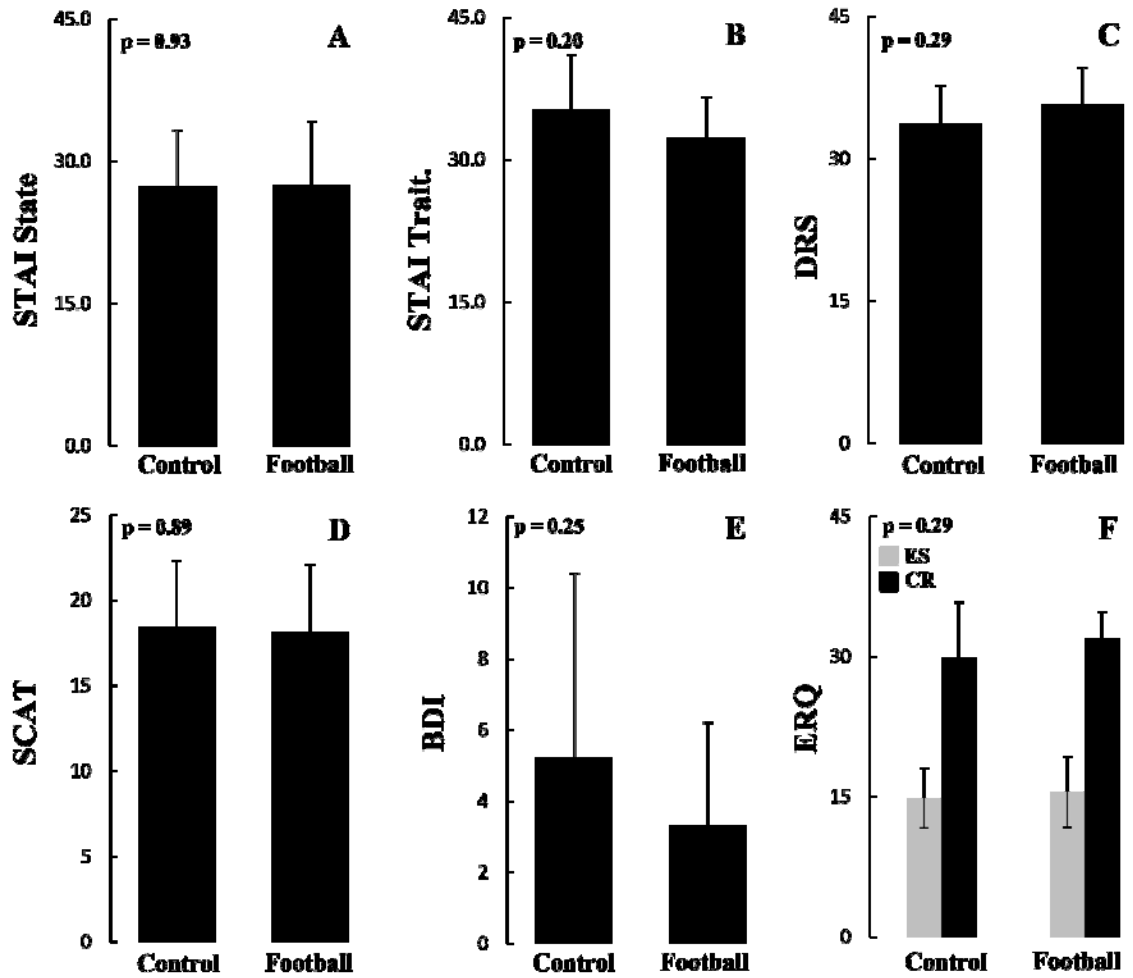 45.0
p = 0.93
A
30.0
15.0
0.0
STAI State
Control
Football
45.0
p = 0.20
B
30.0
15.0
0.0
STAI Trait.
Control
Football
45
p = 0.29
C
30
15
0
DRS
Control
Football
25
p = 0.89
D
20
15
10
5
0
SCAT
Control
Football
12
p = 0.25
E
10
8
6
4
2
0
BDI
Control
Football
45
p = 0.29
F
ES
CR
30
15
0
ERQ
Control
Football